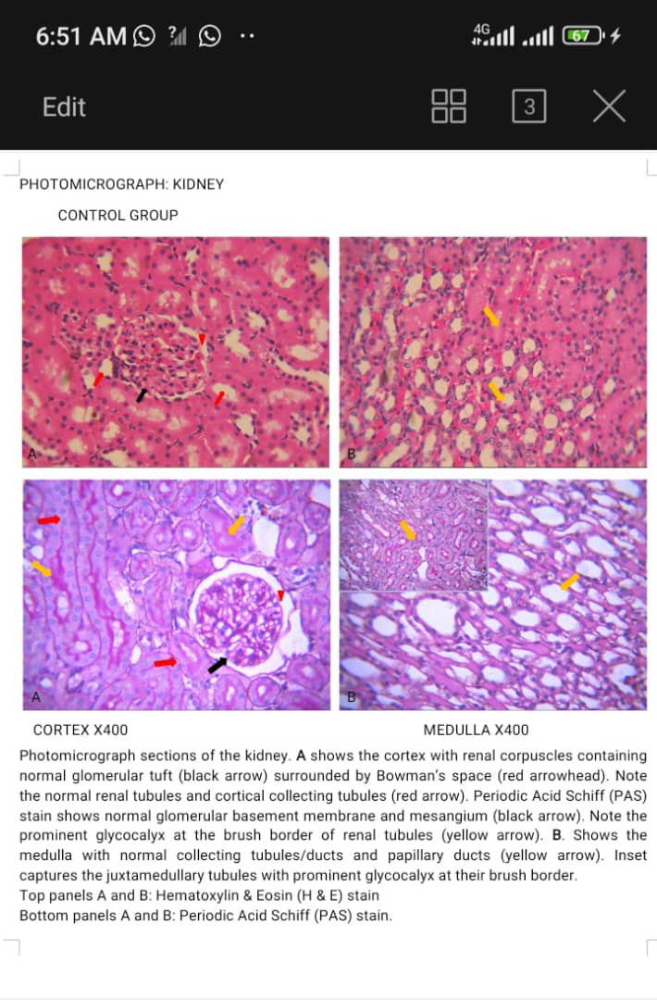 6:51 AM
4G
67
Edit
3
PHOTOMICROGRAPH: KIDNEY
CONTROL GROUP
A
B
A
B
CORTEX X400
MEDULLA X400
Photomicrograph sections of the kidney. A shows the cortex with renal corpuscles containing
normal glomerular tuft (black arrow) surrounded by Bowman's space (red arrowhead). Note
the normal renal tubules and cortical collecting tubules (red arrow). Periodic Acid Schiff (PAS)
stain shows normal glomerular basement membrane and mesangium (black arrow). Note the
prominent glycocalyx at the brush border of renal tubules (yellow arrow). B. Shows the
medulla with normal collecting tubules/ducts and papillary ducts (yellow arrow). Inset
captures the juxtamedullary tubules with prominent glycocalyx at their brush border.
Top panels A and B: Hematoxylin & Eosin (H & E) stain
Bottom panels A and B: Periodic Acid Schiff (PAS) stain.